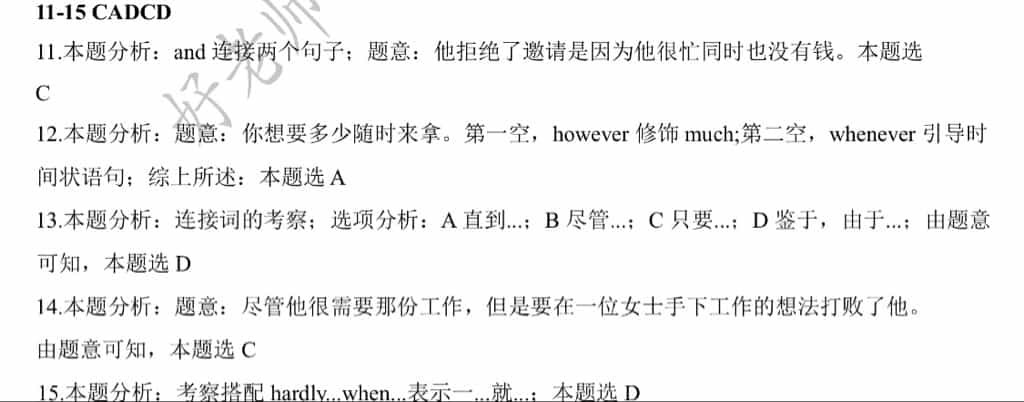 11-15 CADCD
11.本题分析：and 连接两个句子；题意：他拒绝了邀请是因为他很忙同时也没有钱。本题选
C
12.本题分析：题意：你想要多少随时来拿。第一空，however 修饰 much;第二空，whenever 引导时
间状语句；综上所述：本题选 A
13.本题分析：连接词的考察；选项分析：A 直到...；B 尽管...；C 只要...；D 鉴于，由于...；由题意
可知，本题选 D
14.本题分析：题意：尽管他很需要那份工作，但是要在一位女士手下工作的想法打败了他。
由题意可知，本题选 C
15.本题分析：考察搭配 hardly...when...表示一...就...；本题选 D
好老师